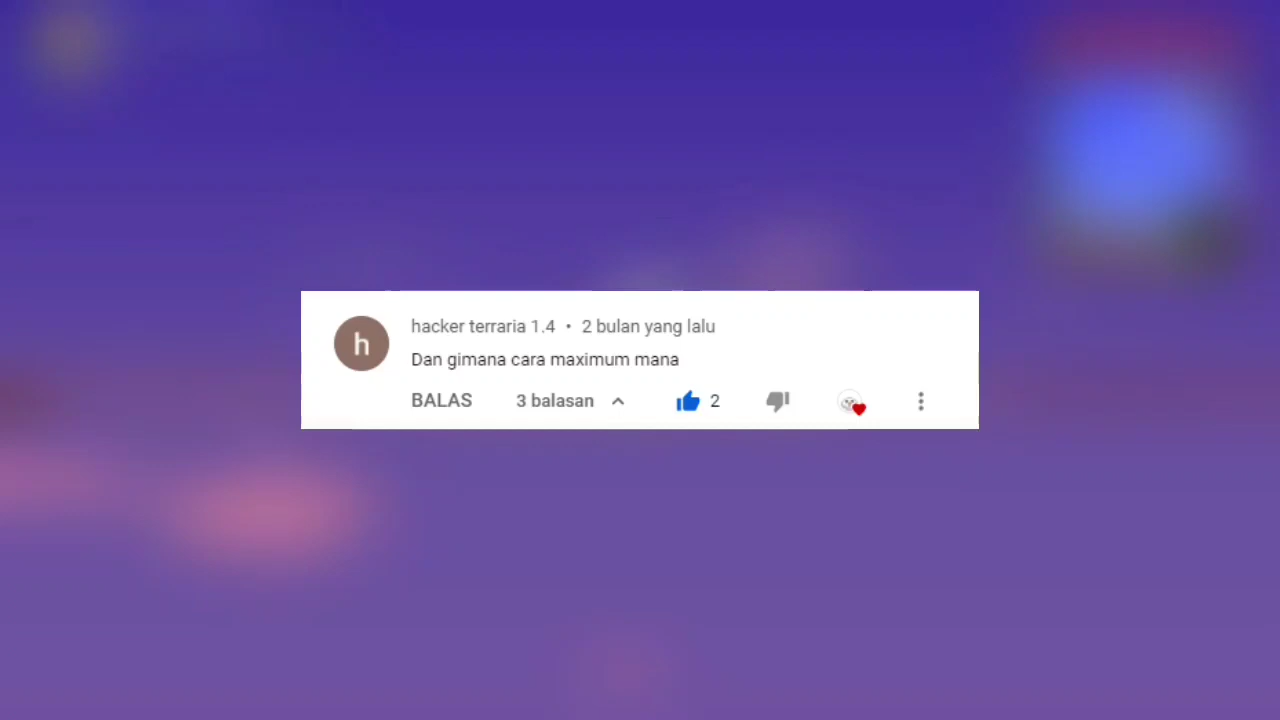 h
hacker terraria 1.4 • 2 bulan yang lalu
Dan gimana cara maximum mana
BALAS 3 balasan 2